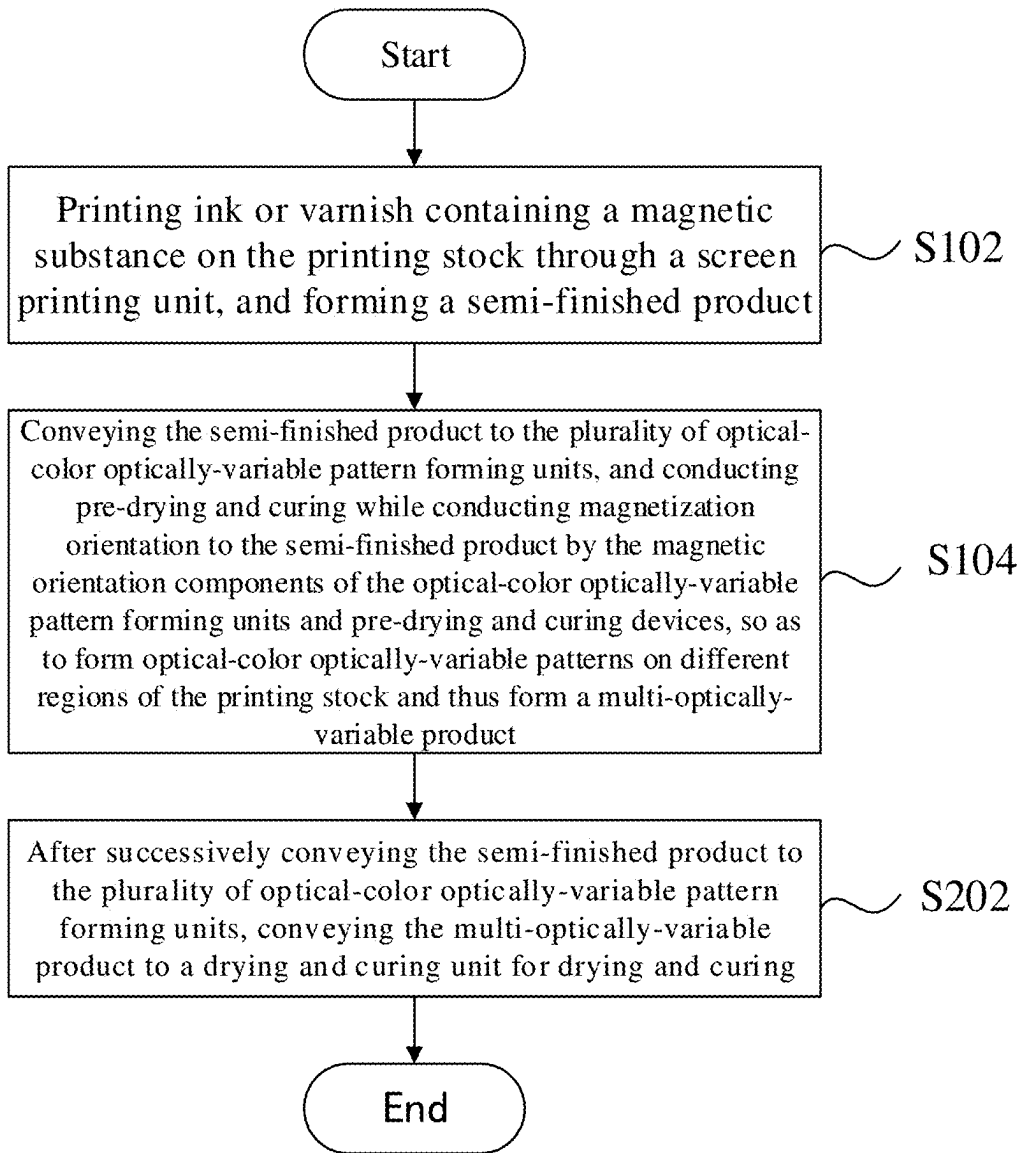 Start
Printing ink or varnish containing a magnetic
substance on the printing stock through a screen
printing unit, and forming a semi-finished product
S102
Conveying the semi-finished product to the plurality of optical-
color optically-variable pattern forming units, and conducting
pre-drying and curing while conducting magnetization
orientation to the semi-finished product by the magnetic
orientation components of the optical-color optically-variable
pattern forming units and pre-drying and curing devices, so as
to form optical-color optically-variable patterns on different
regions of the printing stock and thus form a multi-optically-
variable product
S104
After successively conveying the semi-finished product to
the plurality of optical-color optically-variable pattern
forming units, conveying the multi-optically-variable
product to a drying and curing unit for drying and curing
S202
End